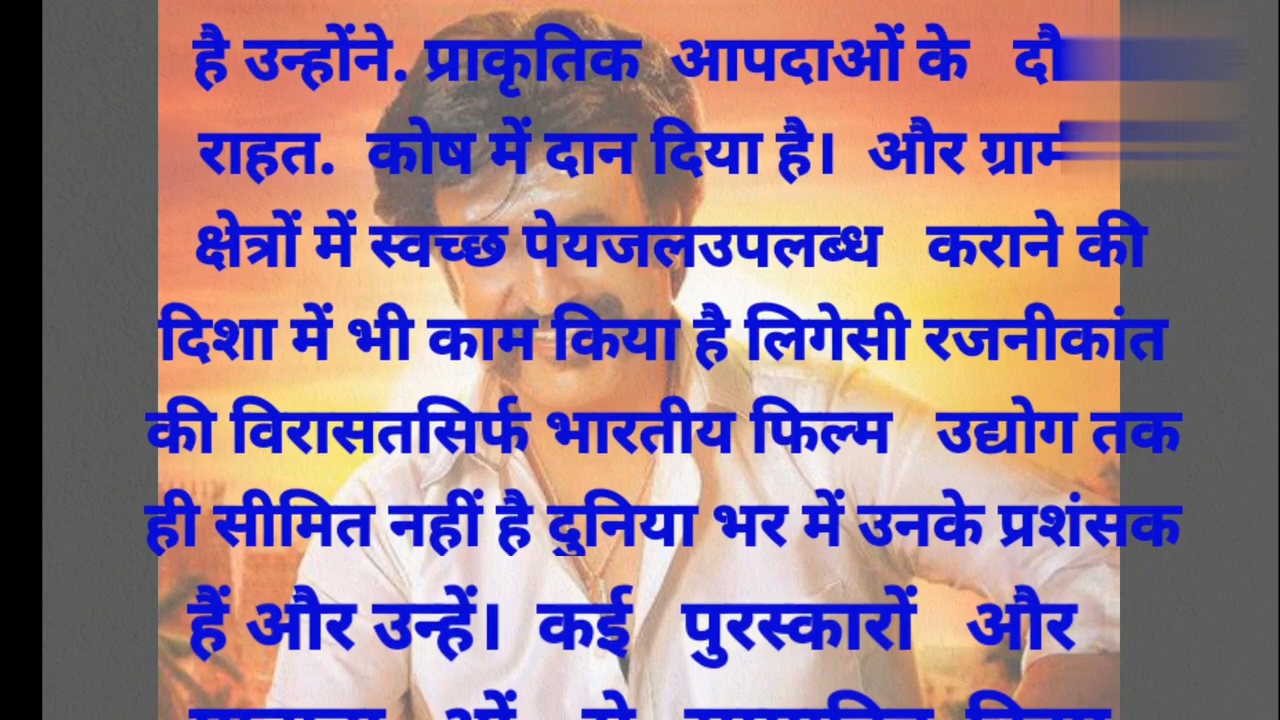 है उन्होंने. प्राकृतिक आपदाओं के
राहत. कोष में दान दिया है। और
क्षेत्रों में स्वच्छ पेयजलउपलब्ध कराने की
दिशा में भी काम किया है लिगेसी रजनीकांत
की विरासतसिर्फ भारतीय फिल्म उद्योग तक
ही सीमित नहीं है दुनिया भर में उनके प्रशंसक
हैं और उन्हें। कई पुरस्कारों और